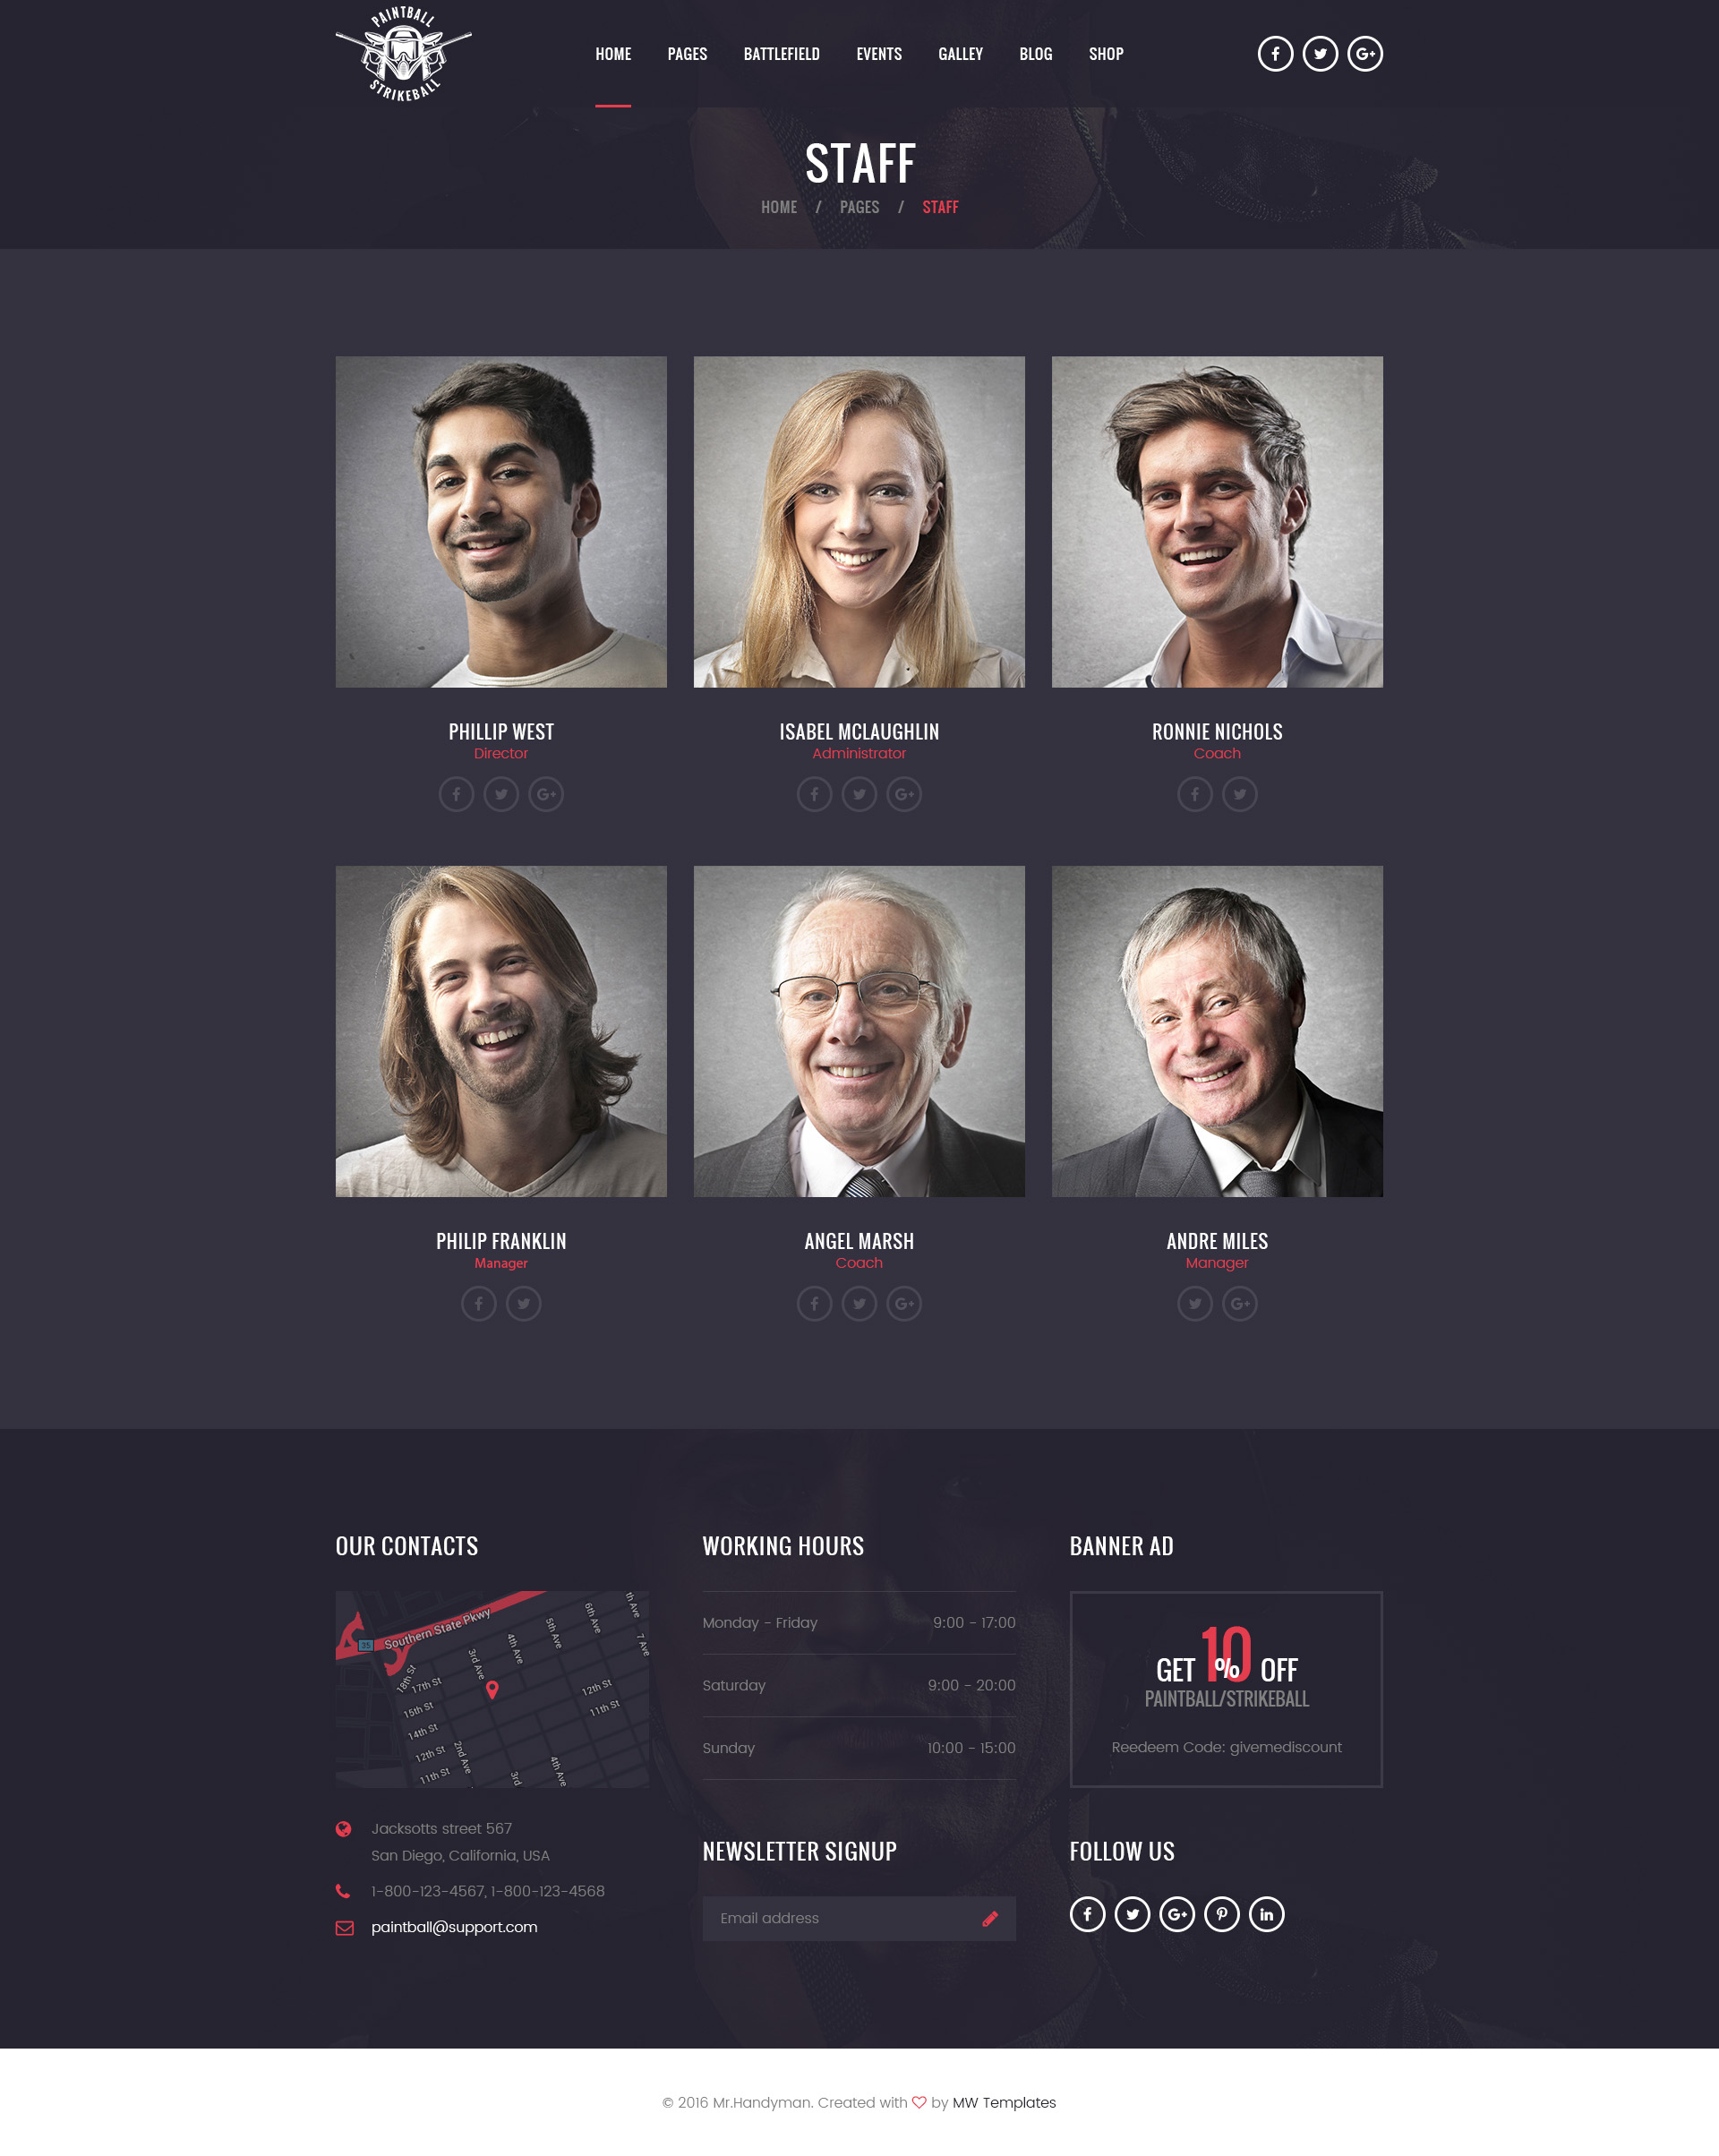 PAINTBALL
STRIKEBALL
HOME PAGES BATTLEFIELD EVENTS GALLEY BLOG SHOP
STAFF
HOME / PAGES / STAFF
PHILLIP WEST
Director
ISABEL MCLAUGHLIN
Administrator
RONNIE NICHOLS
Coach
PHILIP FRANKLIN
Manager
ANGEL MARSH
Coach
ANDRE MILES
Manager
OUR CONTACTS
Southern State Pkwy
35
18th St
17th St
15th St
14th St
12th St
11th St
2nd Ave
3rd Ave
4th Ave
5th Ave
6th Ave
th Ave
7 Ave
12th St
11th St
3rd
4th Ave
Jacksotts street 567
San Diego, California, USA
1-800-123-4567, 1-800-123-4568
paintball@support.com
WORKING HOURS
Monday - Friday 9:00 - 17:00
Saturday 9:00 - 20:00
Sunday 10:00 - 15:00
NEWSLETTER SIGNUP
Email address
BANNER AD
GET 10% OFF
PAINTBALL/STRIKEBALL
Reedeem Code: givemediscount
FOLLOW US
© 2016 Mr.Handyman. Created with by MW Templates